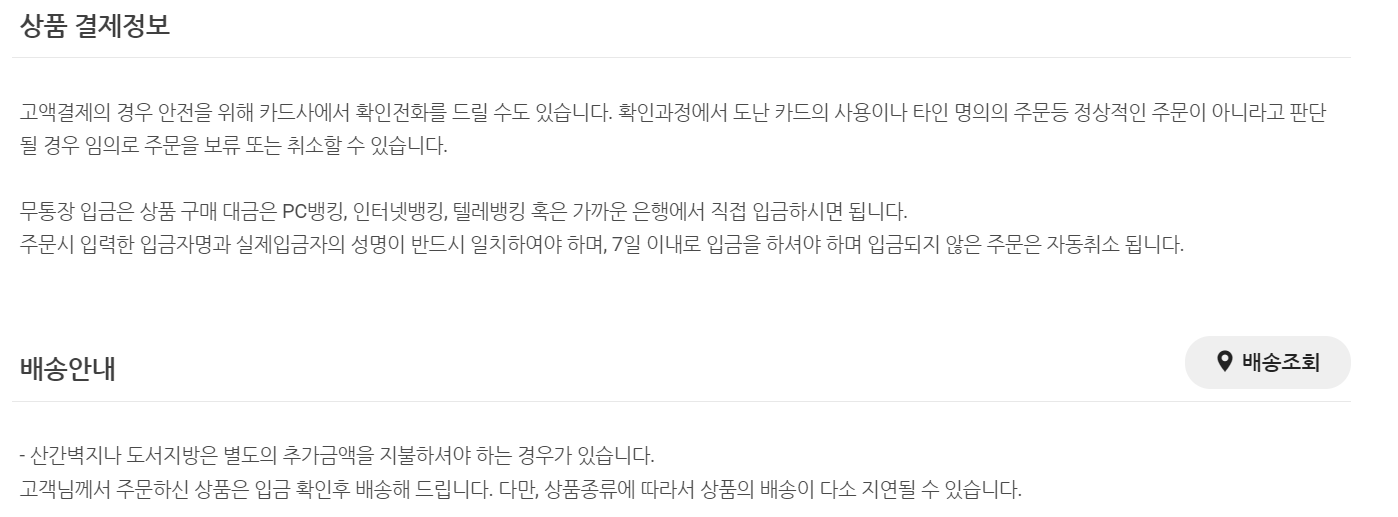 상품 결제정보
고액결제의 경우 안전을 위해 카드사에서 확인전화를 드릴 수도 있습니다. 확인과정에서 도난 카드의 사용이나 타인 명의의 주문등 정상적인 주문이 아니라고 판단
될 경우 임의로 주문을 보류 또는 취소할 수 있습니다.
무통장 입금은 상품 구매 대금은 PC뱅킹, 인터넷뱅킹, 텔레뱅킹 혹은 가까운 은행에서 직접 입금하시면 됩니다.
주문시 입력한 입금자명과 실제입금자의 성명이 반드시 일치하여야 하며, 7일 이내로 입금을 하셔야 하며 입금되지 않은 주문은 자동취소 됩니다.
배송안내
배송조회
- 산간벽지나 도서지방은 별도의 추가금액을 지불하셔야 하는 경우가 있습니다.
고객님께서 주문하신 상품은 입금 확인후 배송해 드립니다. 다만, 상품종류에 따라서 상품의 배송이 다소 지연될 수 있습니다.